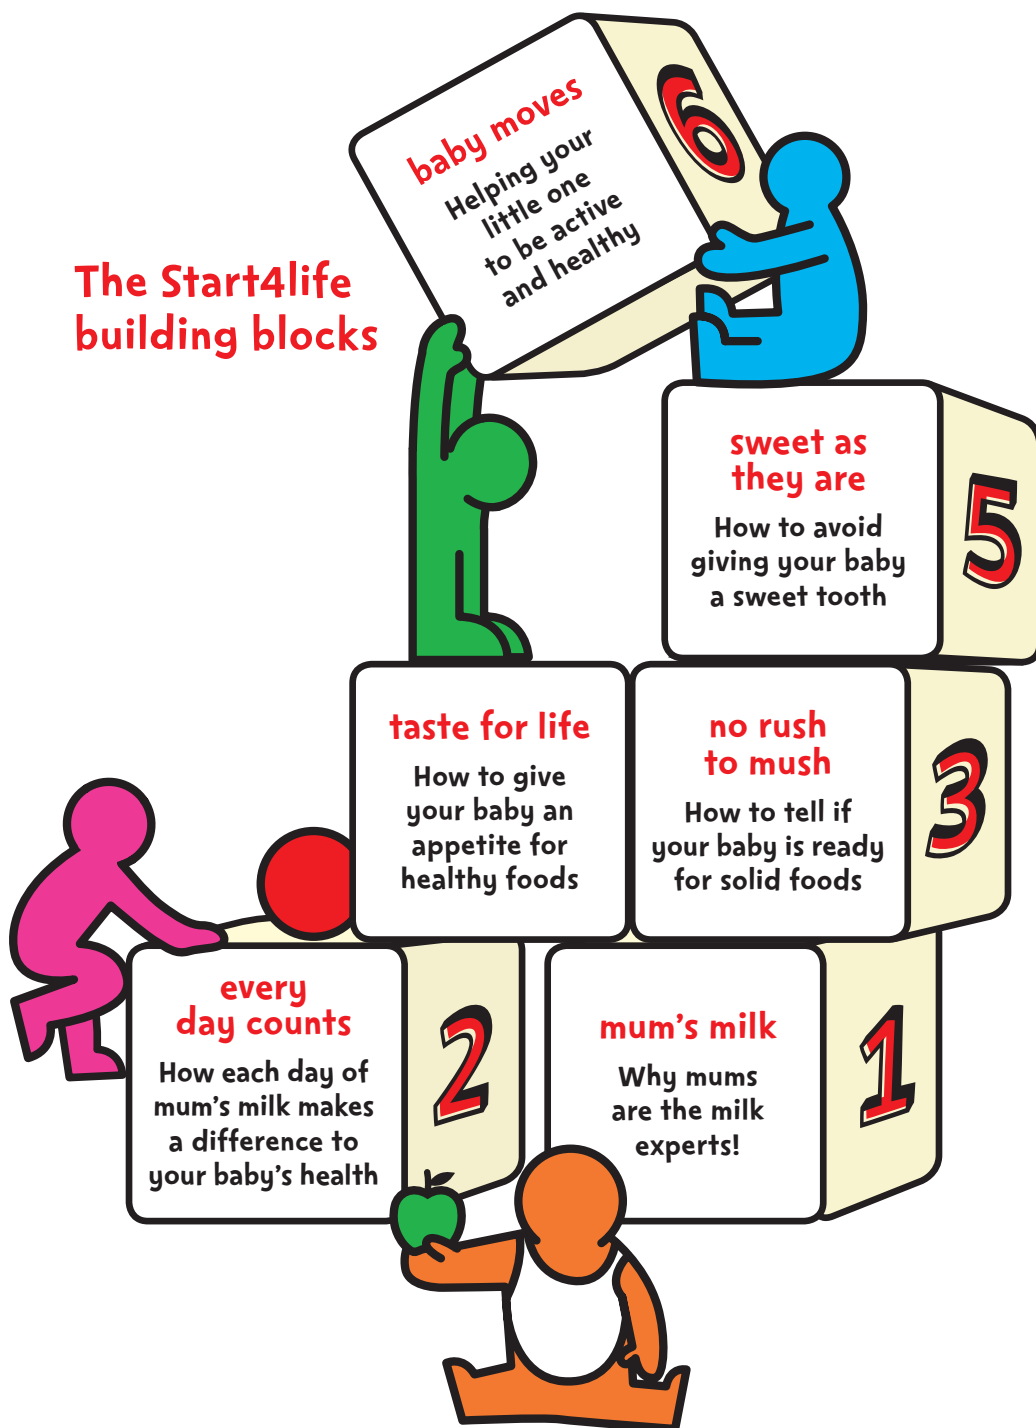 The Start4life
building blocks
baby moves
Helping your
little one
to be active
and healthy
6
sweet as
they are
How to avoid
giving your baby
a sweet tooth
5
taste for life
How to give
your baby an
appetite for
healthy foods
no rush
to mush
How to tell if
your baby is ready
for solid foods
3
every
day counts
How each day of
mum's milk makes
a difference to
your baby's health
2
mum's milk
Why mums
are the milk
experts!
1